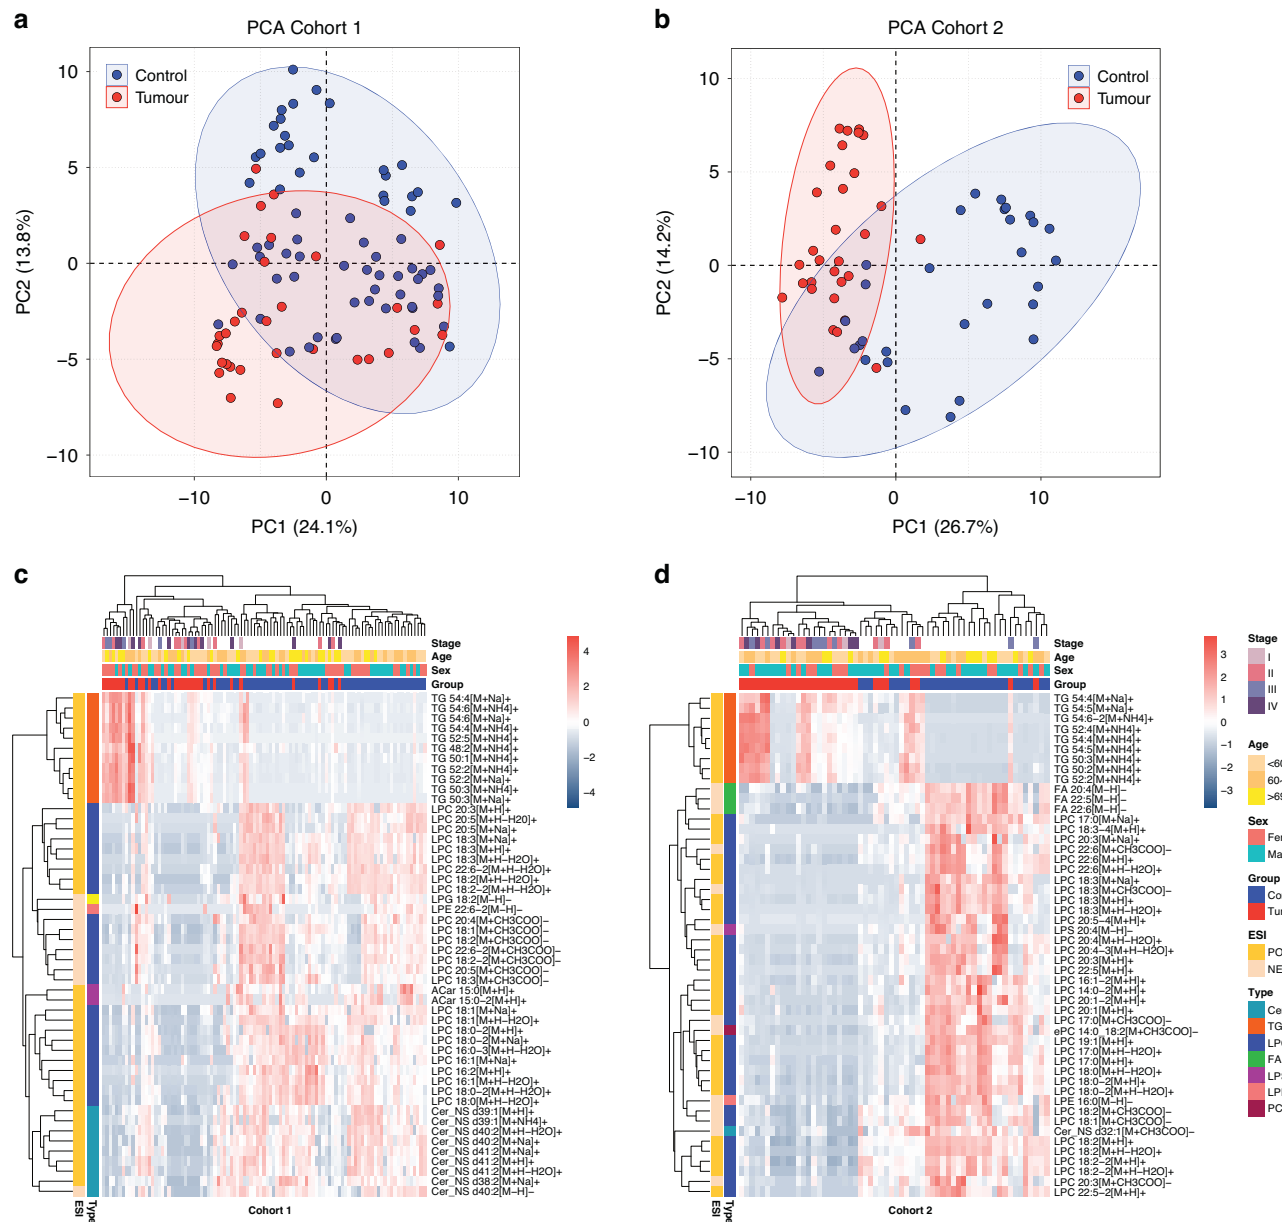 a
PCA Cohort 1
Control
Tumour
10
5
0
−5
−10
PC2 (13.8%)
−10
0
10
PC1 (24.1%)
b
PCA Cohort 2
Control
Tumour
10
5
0
−5
−10
PC2 (14.2%)
−10
0
10
PC1 (26.7%)
c
Stage
Age
Sex
Group
TG 54:4[M+Na]+
TG 54:6[M+NH4]+
TG 54:6[M+Na]+
TG 54:4[M+NH4]+
TG 52:5[M+NH4]+
TG 48:2[M+NH4]+
TG 50:1[M+NH4]+
TG 52:2[M+NH4]+
TG 52:2[M+Na]+
TG 50:3[M+NH4]+
TG 50:3[M+Na]+
LPC 20:3[M+H]+
LPC 20:5[M+H−H20]+
LPC 20:5[M+Na]+
LPC 18:3[M+Na]+
LPC 18:3[M+H]+
LPC 18:3[M+H−H2O]+
LPC 22:6−2[M+H−H2O]+
LPC 18:2[M+H−H2O]+
LPC 18:2−2[M+H−H2O]+
LPG 18:2[M−H]−
LPE 22:6−2[M−H]−
LPC 20:4[M+CH3COO]−
LPC 18:1[M+CH3COO]−
LPC 18:2[M+CH3COO]−
LPC 22:6−2[M+CH3COO]−
LPC 18:2−2[M+CH3COO]−
LPC 20:5[M+CH3COO]−
LPC 18:3[M+CH3COO]−
ACar 15:0[M+H]+
ACar 15:0−2[M+H]+
LPC 18:1[M+Na]+
LPC 18:1[M+H−H2O]+
LPC 18:0−2[M+H]+
LPC 18:0−2[M+Na]+
LPC 16:0−3[M+H−H2O]+
LPC 16:1[M+Na]+
LPC 16:2[M+H]+
LPC 16:1[M+H−H2O]+
LPC 18:0−2[M+H−H2O]+
LPC 18:0[M+H−H2O]+
Cer_NS d39:1[M+H]+
Cer_NS d39:1[M+NH4]+
Cer_NS d40:2[M+H−H2O]+
Cer_NS d40:2[M+Na]+
Cer_NS d41:2[M+Na]+
Cer_NS d41:2[M+H]+
Cer_NS d41:2[M+H−H2O]+
Cer_NS d38:2[M+Na]+
Cer_NS d40:2[M−H]−
ESI
Type
Cohort 1
4
2
0
−2
−4
d
Stage
Age
Sex
Group
TG 54:4[M+Na]+
TG 54:5[M+Na]+
TG 54:6−2[M+NH4]+
TG 52:4[M+NH4]+
TG 54:4[M+NH4]+
TG 54:5[M+NH4]+
TG 50:3[M+NH4]+
TG 50:2[M+NH4]+
TG 52:2[M+NH4]+
FA 20:4[M−H]−
FA 22:5[M−H]−
FA 22:6[M−H]−
LPC 17:0[M+Na]+
LPC 18:3−4[M+H]+
LPC 20:3[M+Na]+
LPC 22:6[M+CH3COO]−
LPC 22:6[M+H]+
LPC 22:6[M+H−H2O]+
LPC 18:3[M+Na]+
LPC 18:3[M+CH3COO]−
LPC 18:3[M+H]+
LPC 18:3[M+H−H2O]+
LPC 20:5−4[M+H]+
LPS 20:4[M−H]−
LPC 20:4[M+H−H2O]+
LPC 20:4−3[M+H−H2O]+
LPC 20:3[M+H]+
LPC 22:5[M+H]+
LPC 16:1−2[M+H]+
LPC 14:0−2[M+H]+
LPC 20:1−2[M+H]+
LPC 20:1[M+H]+
LPC 17:0[M+CH3COO]−
ePC 14:0_18:2[M+CH3COO]−
LPC 19:1[M+H]+
LPC 17:0[M+H−H2O]+
LPC 17:0[M+H]+
LPC 18:0[M+H−H2O]+
LPC 18:0−2[M+H]+
LPC 18:0−2[M+H−H2O]+
LPE 16:0[M−H]−
LPC 18:2[M+CH3COO]−
LPC 18:1[M+CH3COO]−
Cer_NS d32:1[M+CH3COO]−
LPC 18:2[M+H]+
LPC 18:2[M+H−H2O]+
LPC 18:2−2[M+H]+
LPC 18:2−2[M+H−H2O]+
LPC 20:3[M+CH3COO]−
LPC 22:5−2[M+H]+
ESI
Type
Cohort 2
3
2
1
0
−1
−2
−3
Stage
I
II
III
IV
Age
<60
60-
>69
Sex
Fer
Ma
Group
Co
Tur
ESI
PO
NE
Type
Ce
TG
LPC
FA
LPS
LPE
PC